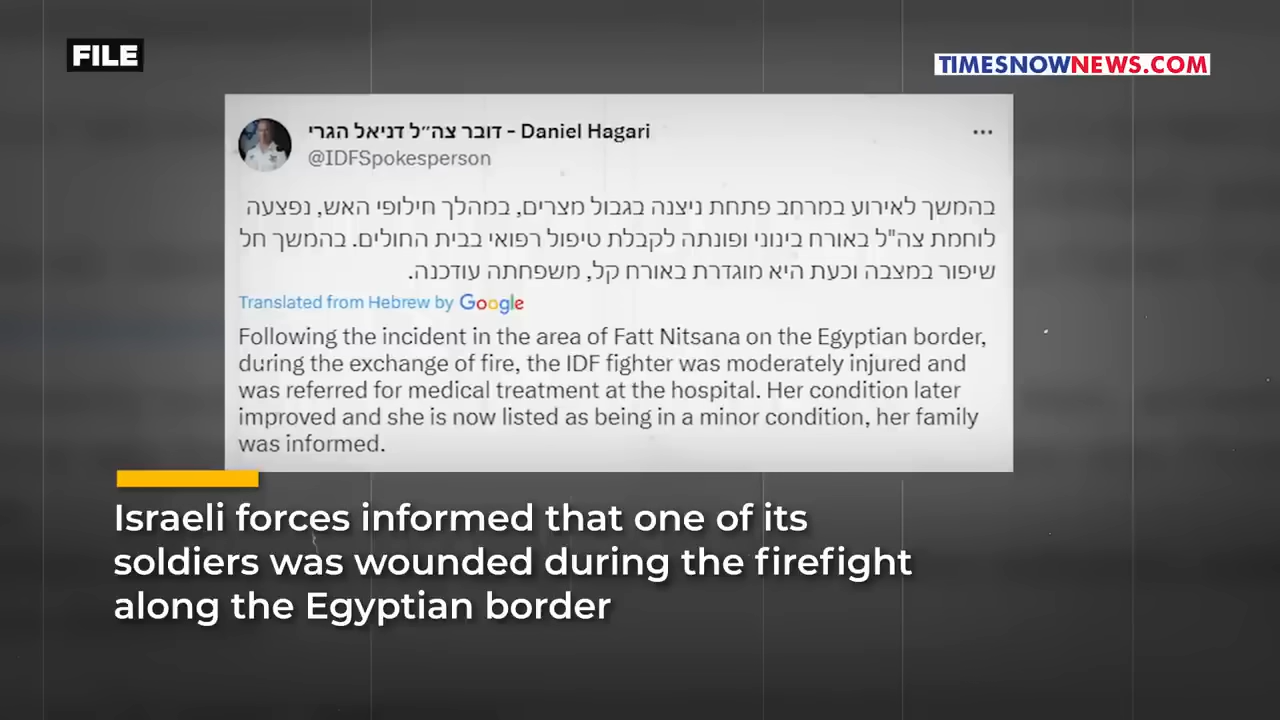 FILE
TIMESNOWNEWS.COM
דובר צה״ל דניאל הגרי - Daniel Hagari
@IDFSpokesperson
בהמשך לאירוע במרחב פתחת ניצנה בגבול מצרים, במהלך חילופי האש, נפצעה
לוחמת צה"ל באורח בינוני ופונתה לקבלת טיפול רפואי בבית החולים. בהמשך חל
שיפור במצבה וכעת היא מוגדרת באורח קל, משפחתה עודכנה.
Translated from Hebrew by Google
Following the incident in the area of Fatt Nitsana on the Egyptian border,
during the exchange of fire, the IDF fighter was moderately injured and
was referred for medical treatment at the hospital. Her condition later
improved and she is now listed as being in a minor condition, her family
was informed.
Israeli forces informed that one of its
soldiers was wounded during the firefight
along the Egyptian border